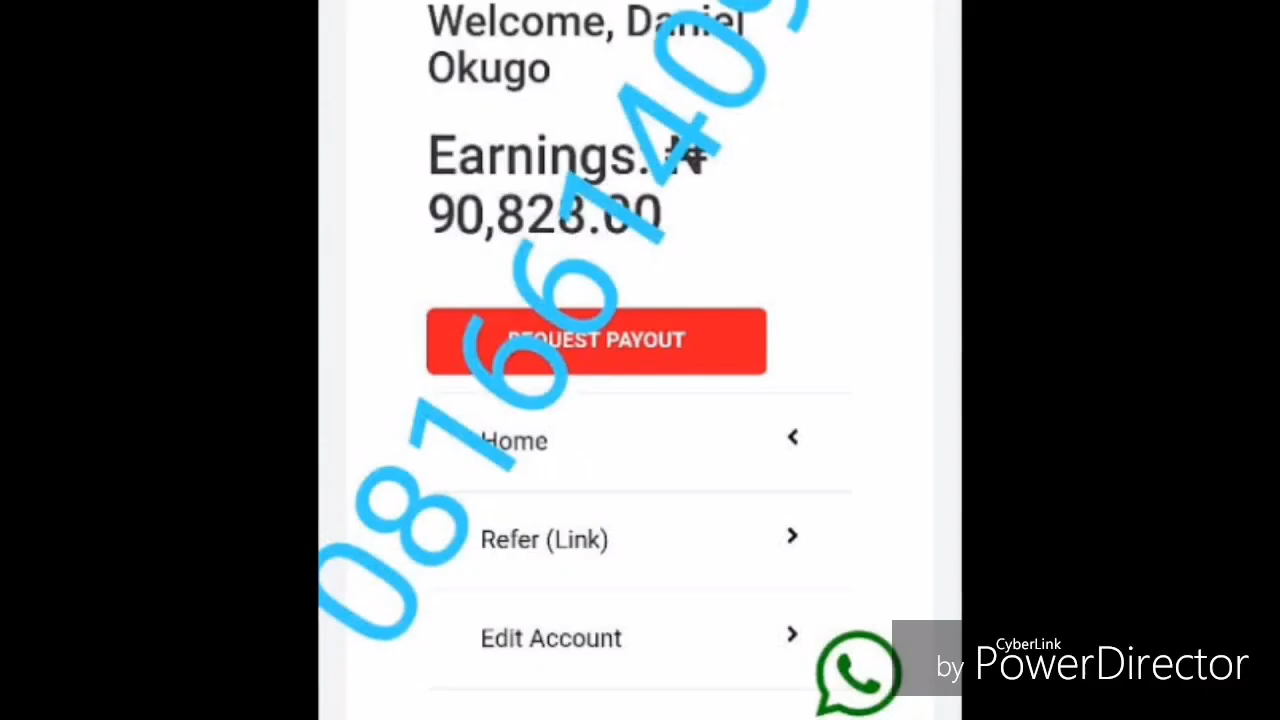 Welcome, Daniel
Okugo
Earnings: ₦
90,828.00
REQUEST PAYOUT
Home
Refer (Link)
Edit Account
CyberLink
by PowerDirector